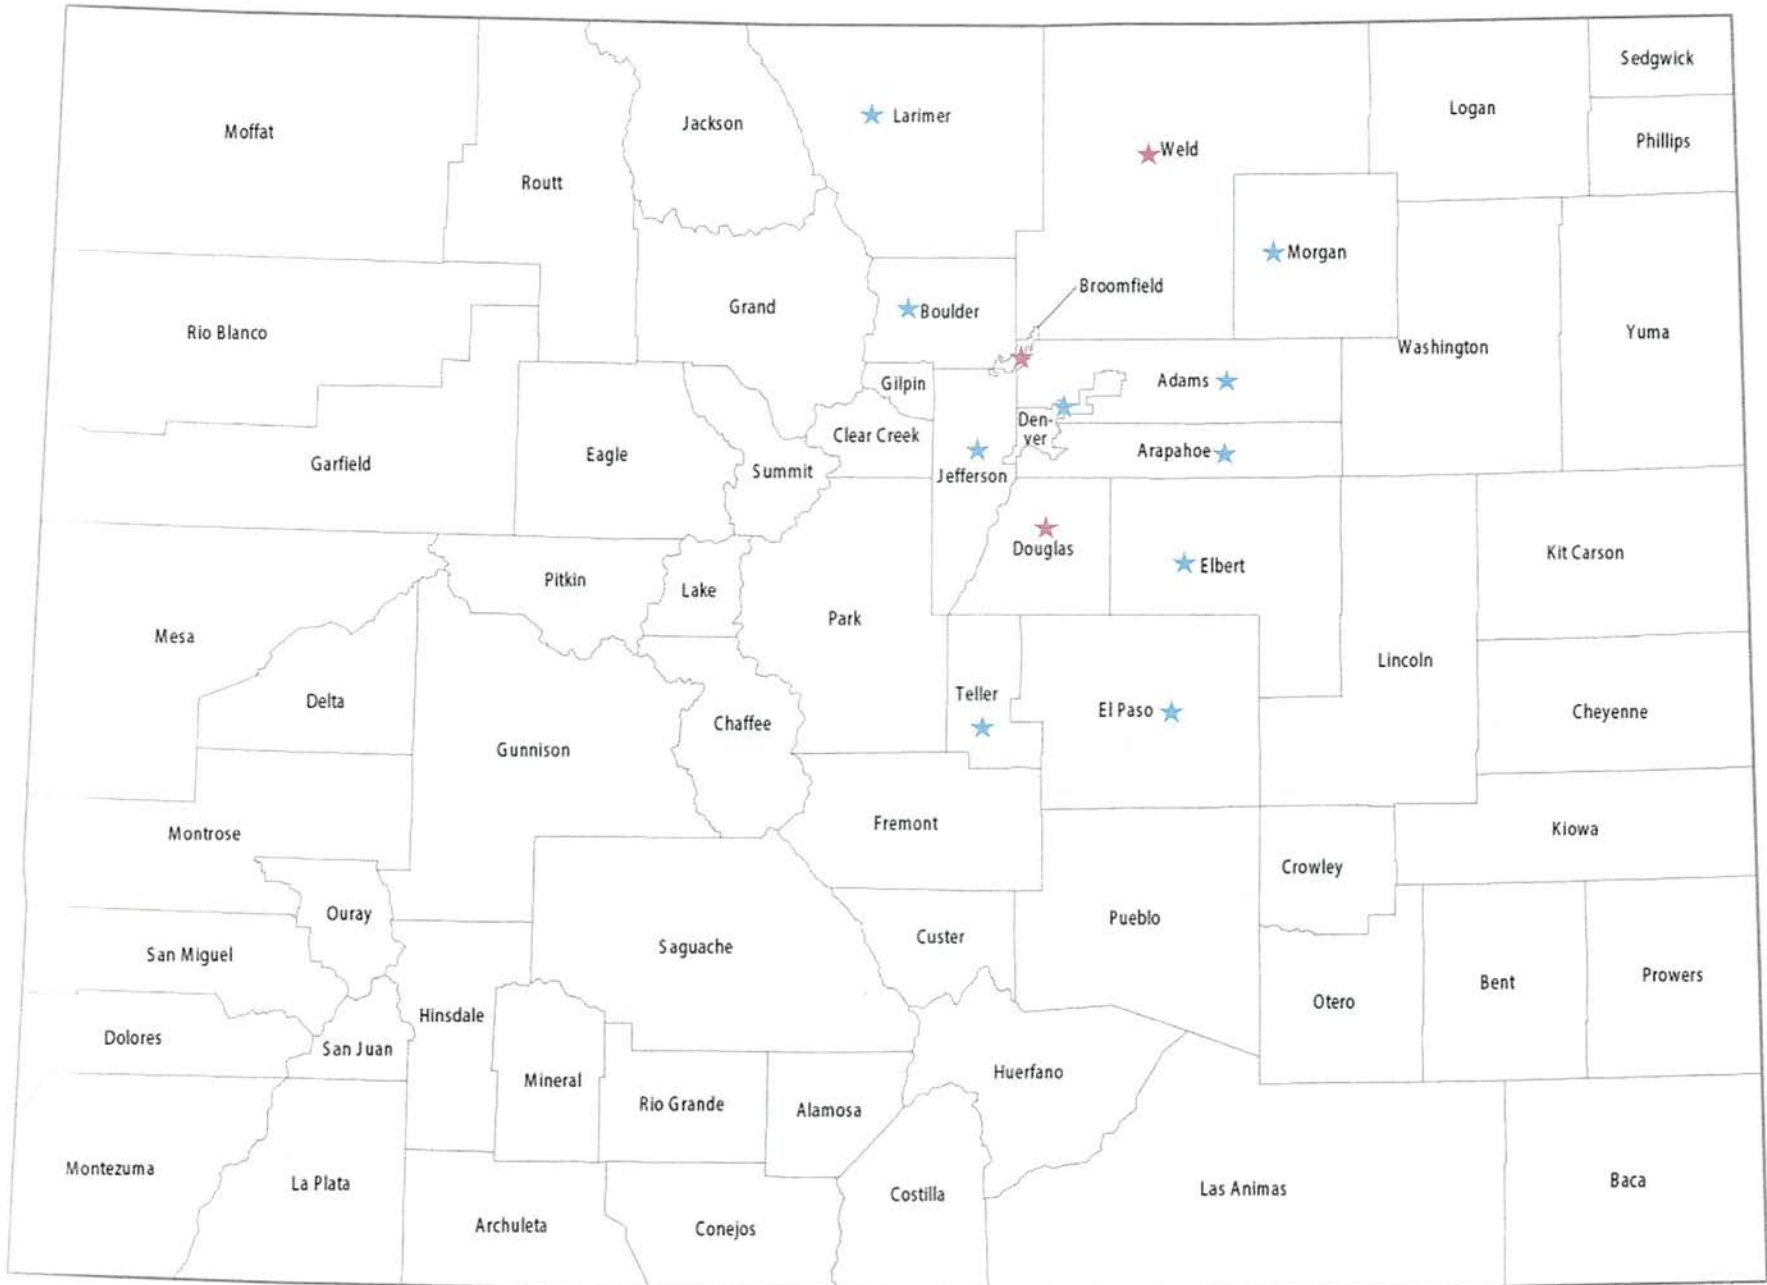 Sedgwick
Logan
Larimer
Jackson
Moffat
Phillips
Weld
Routt
Morgan
Broomfield
Grand
Boulder
Rio Blanco
Yuma
Washington
Adams
Gilpin
Den-
ver
Clear Creek
Arapahoe
Eagle
Garfield
Summit
Jefferson
Douglas
Kit Carson
Elbert
Pitkin
Lake
Park
Mesa
Lincoln
Teller
Delta
El Paso
Cheyenne
Chaffee
Gunnison
Fremont
Kiowa
Montrose
Crowley
Ouray
Pueblo
Custer
Saguache
San Miguel
Prowers
Bent
Otero
Hinsdale
Dolores
San Juan
Huerfano
Mineral
Rio Grande
Alamosa
Montezuma
La Plata
Baca
Las Animas
Costilla
Archuleta
Conejos